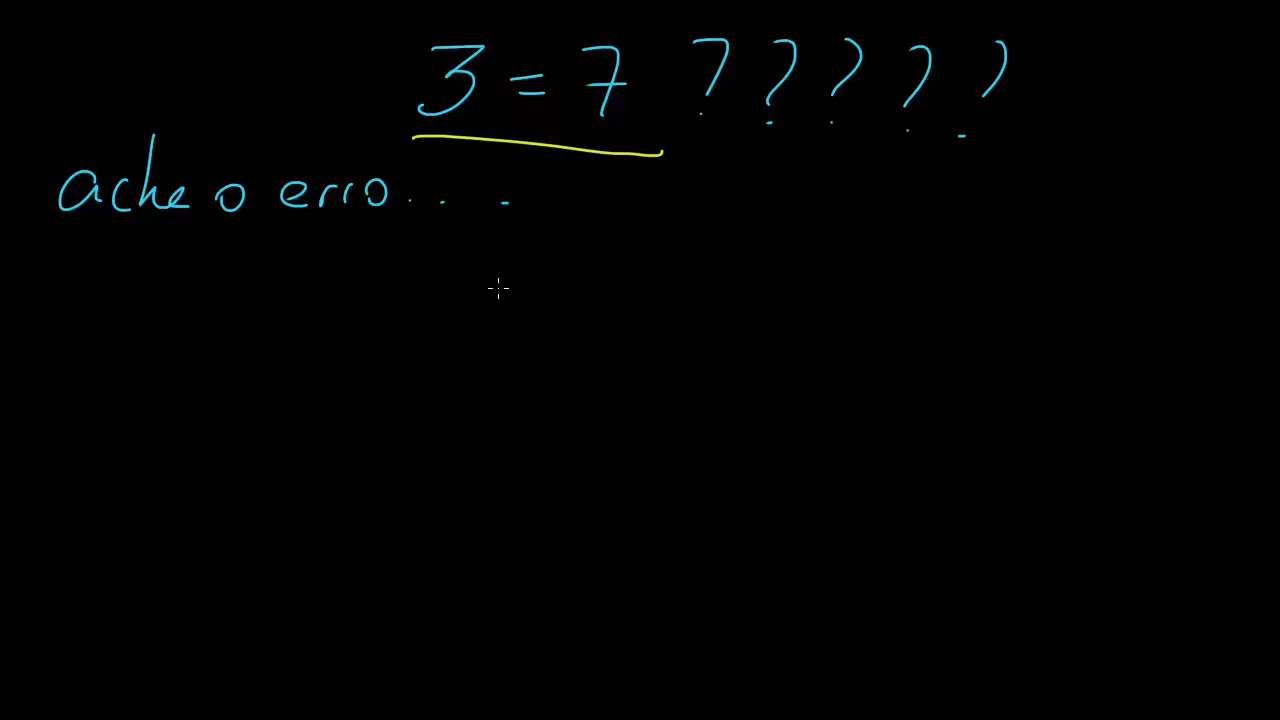 3 = 7 ? ? ? ? ?
ache o erro...